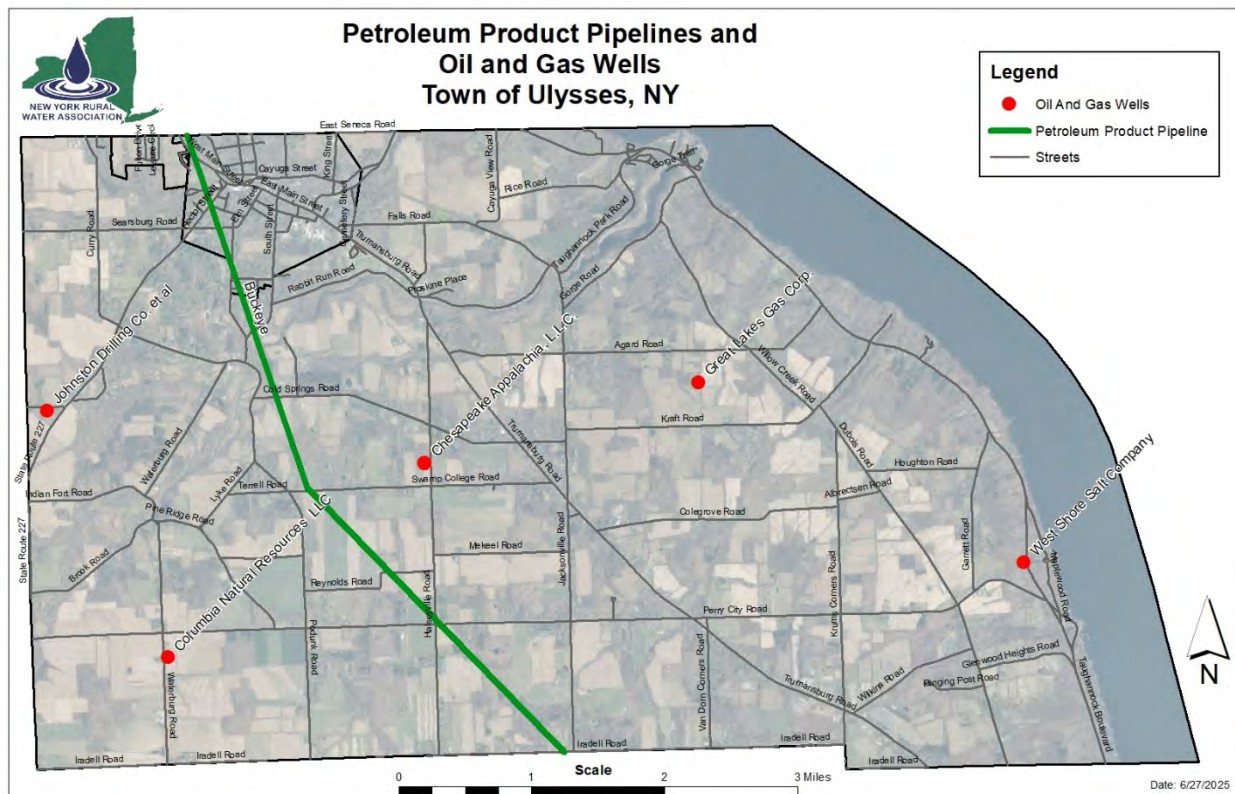 NEW YORK RURAL
WATER ASSOCIATION
Petroleum Product Pipelines and
Oil and Gas Wells
Town of Ulysses, NY
Legend
Oil And Gas Wells
Petroleum Product Pipeline
Streets
East Seneca Road
West Main Street
Cayuga Street
King Street
Cayuga View Road
Gorge Trail
Rice Road
Elm Street
East Main Street
Cemetery Street
South Street
Searsburg Road
Curry Road
Falls Road
Trumansburg Road
Taughannock Park Road
Rabbit Run Road
Gorge Road
Buckeye
Agard Road
Willow Creek Road
Great Lakes Gas Corp.
Johnston Drilling Co. et al
Chesapeake Appalachia, L.L.C.
Cold Springs Road
Kraft Road
Trumansburg Road
Dubois Road
State Route 227
Waterburg Road
Houghton Road
West Shore Salt Company
Swamp College Road
Lyke Road
Terrell Road
Indian Fort Road
Albrectsen Road
Pine Ridge Road
Colegrove Road
Columbia Natural Resources, LLC
State Route 227
Brook Road
Mekeel Road
Jacksonville Road
Garrett Road
Maplewood Road
Reynolds Road
Halseyville Road
Perry City Road
Krums Corners Road
Podunk Road
Waterburg Road
Van Dorn Corners Road
Glenwood Heights Road
Wilkins Road
Hinging Post Road
Trumansburg Road
Taughannock Boulevard
Iradell Road
Iradell Road
Iradell Road
Iradell Road
Iradell Road
N
Scale
0 1 2 3 Miles
Date: 6/27/2025